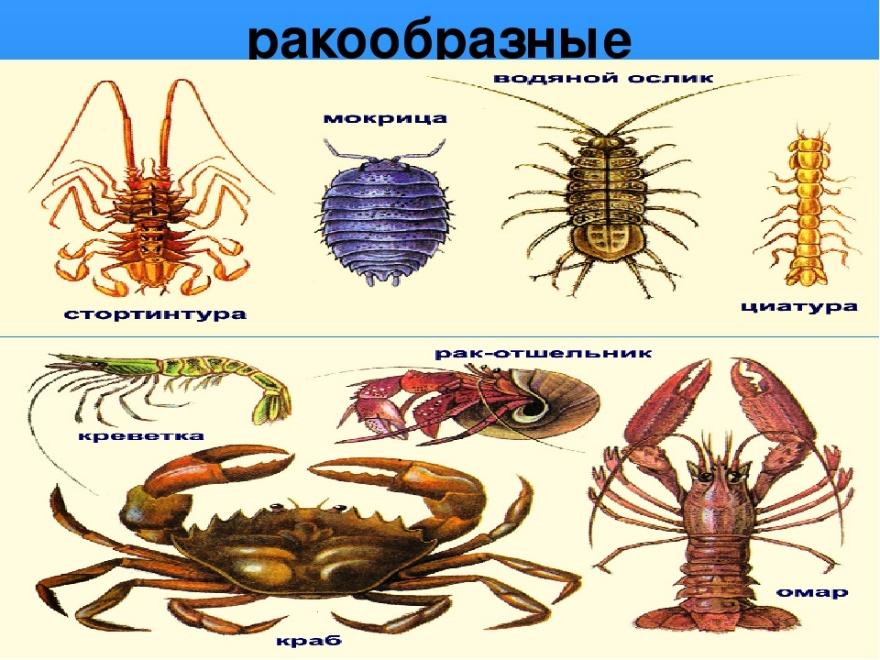 ракообразные
водяной ослик
мокрица
стортинтура
циатура
рак-отшельник
креветка
омар
краб